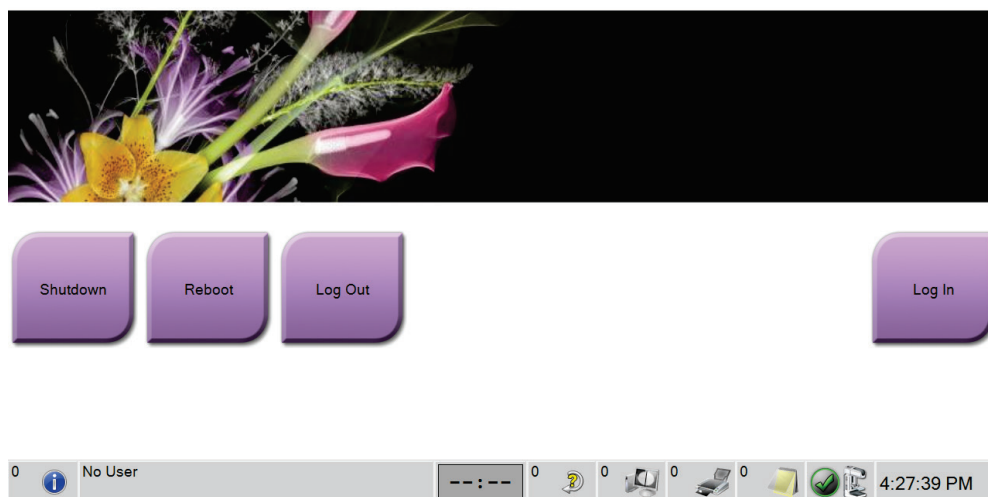 Shutdown
Reboot
Log Out
Log In
0
No User
--:--
0
0
0
0
4:27:39 PM